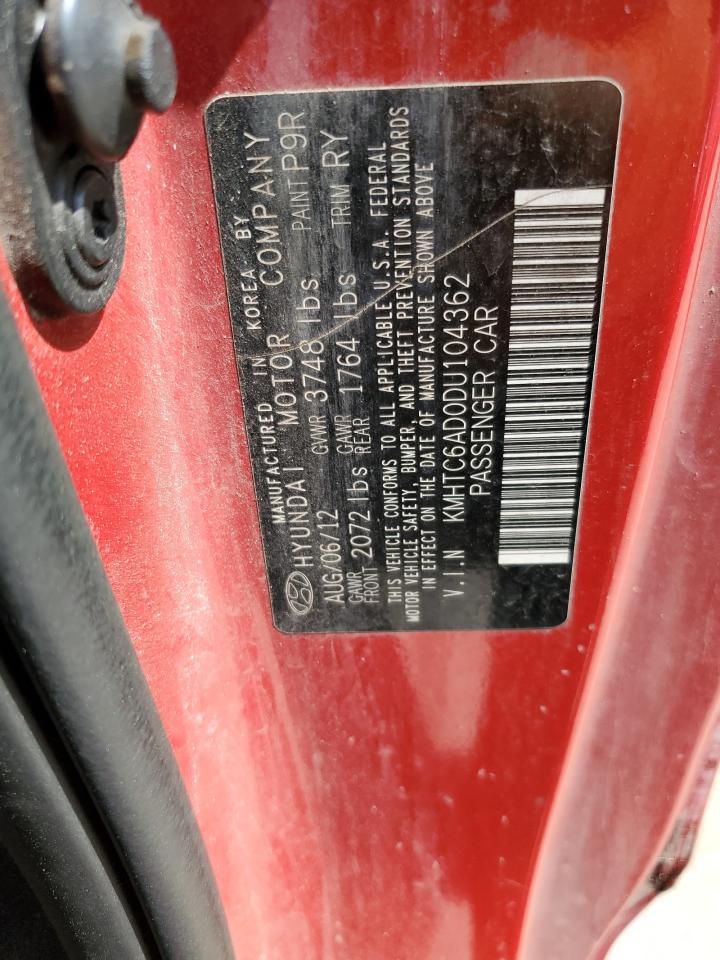 MANUFACTURED IN KOREA BY
HYUNDAI MOTOR COMPANY
AUG/06/12 GVWR 3748 lbs PAINT P9R
GAWR FRONT 2072 lbs GAWR REAR 1764 lbs TRIM RY
THIS VEHICLE CONFORMS TO ALL APPLICABLE U.S.A. FEDERAL
MOTOR VEHICLE SAFETY, BUMPER, AND THEFT PREVENTION STANDARDS
IN EFFECT ON THE DATE OF MANUFACTURE SHOWN ABOVE
V.I.N KMHTC6AD0DU104362
PASSENGER CAR